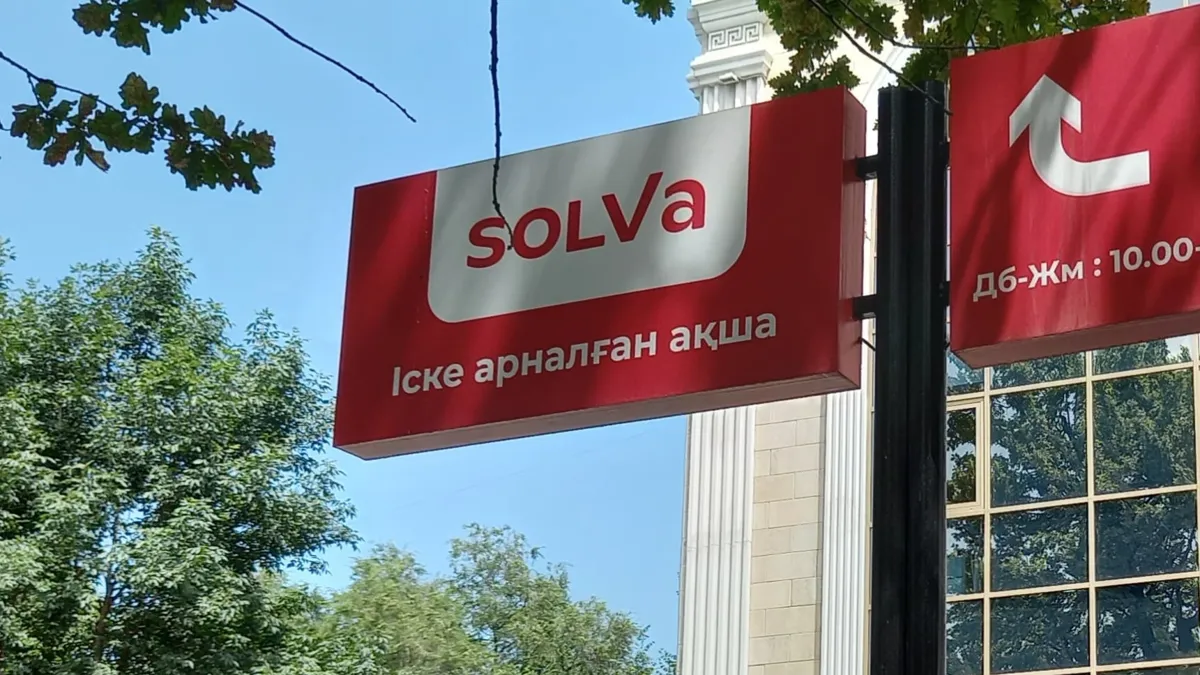 SOLVa
Іске арналған ақша
Дб-Жм : 10.00-